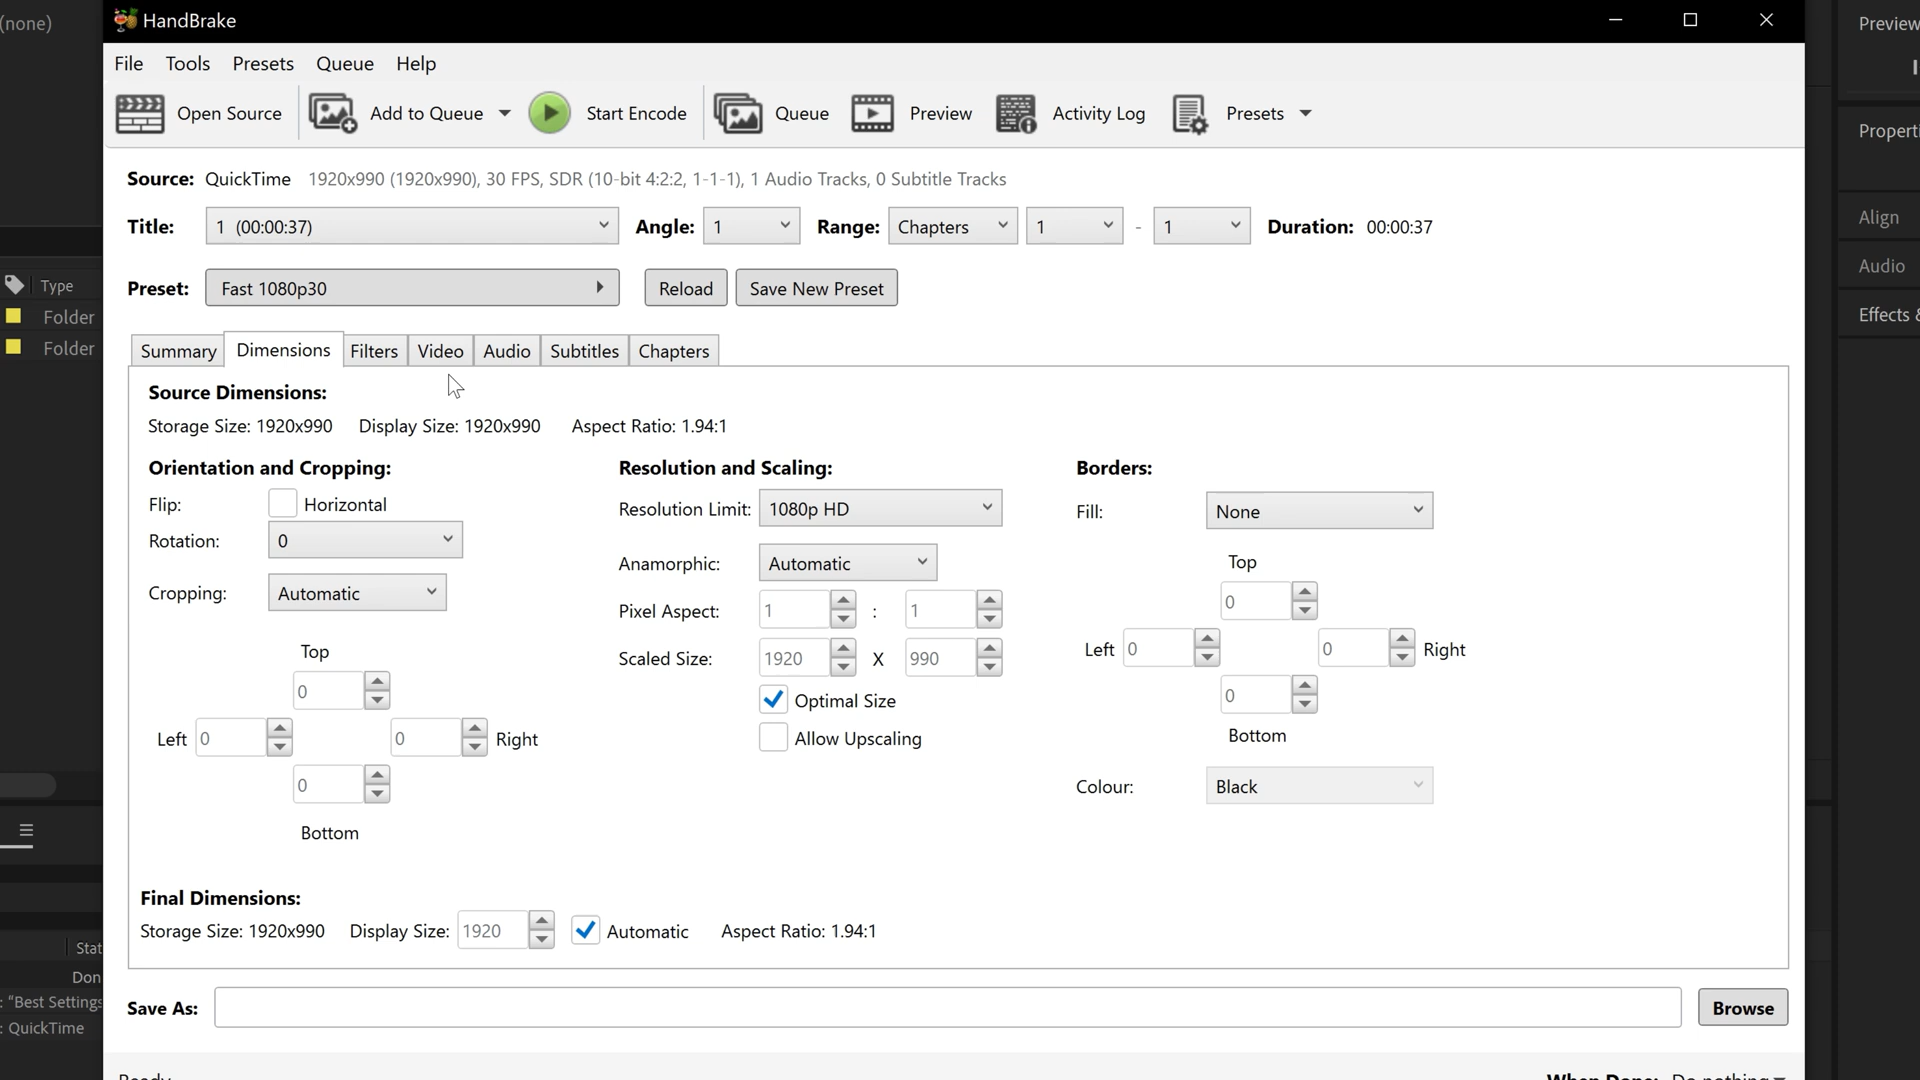 (none)
HandBrake
File Tools Presets Queue Help
Open Source Add to Queue Start Encode Queue Preview Activity Log Presets
Source: QuickTime 1920x990 (1920x990), 30 FPS, SDR (10-bit 4:2:2, 1-1-1), 1 Audio Tracks, 0 Subtitle Tracks
Title: 1 (00:00:37) Angle: 1 Range: Chapters 1 - 1 Duration: 00:00:37
Preset: Fast 1080p30 Reload Save New Preset
Summary Dimensions Filters Video Audio Subtitles Chapters
Source Dimensions:
Storage Size: 1920x990 Display Size: 1920x990 Aspect Ratio: 1.94:1
Orientation and Cropping:
Flip: Horizontal
Rotation: 0
Cropping: Automatic
Top
0
Left 0 0 Right
0
Bottom
Resolution and Scaling:
Resolution Limit: 1080p HD
Anamorphic: Automatic
Pixel Aspect: 1 : 1
Scaled Size: 1920 X 990
Optimal Size
Allow Upscaling
Borders:
Fill: None
Top
0
Left 0 0 Right
0
Bottom
Colour: Black
Final Dimensions:
Storage Size: 1920x990 Display Size: 1920 Automatic Aspect Ratio: 1.94:1
Save As: Browse
Ready
When Done: Do nothing
Type
Folder
Folder
Stat
Don
: "Best Settings
: QuickTime
Preview
Properti
Align
Audio
Effects &